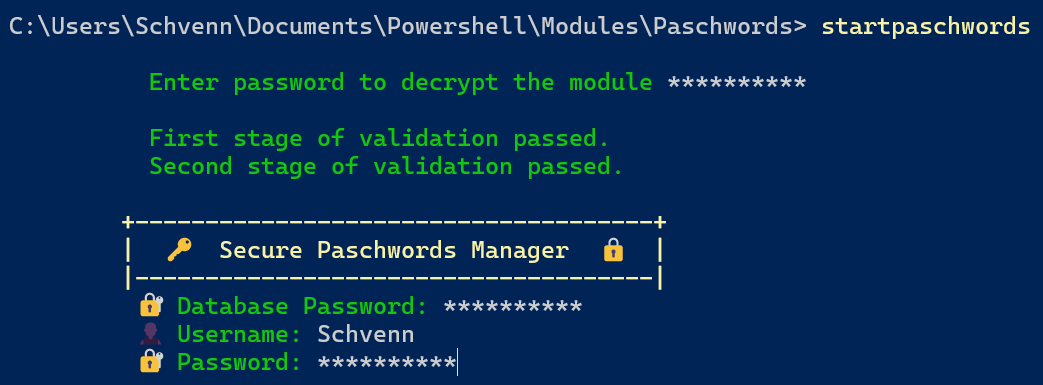 C:\Users\Schvenn\Documents\Powershell\Modules\Paschwords> startpaschwords
Enter password to decrypt the module **********
First stage of validation passed.
Second stage of validation passed.
+-------------------------------------+
| 🔑 Secure Paschwords Manager 🔒 |
|-------------------------------------|
🔐 Database Password: **********
👤 Username: Schvenn
🔐 Password: **********